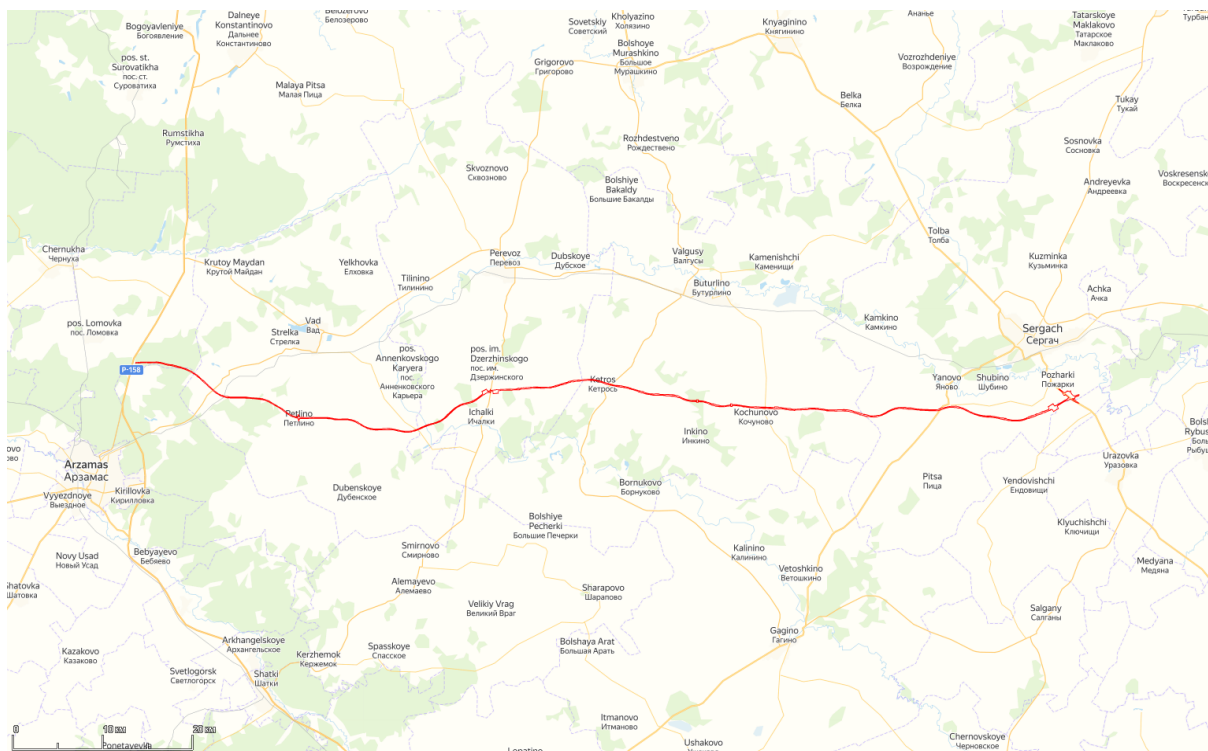 Bogoyavleniye
Богоявление
Dalneye
Konstantinovo
Дальнее
Константиново
Belozerovo
Белозерово
Sovetskiy
Советский
Kholyazino
Холязино
Knyaginino
Княгинино
Ананье
Tatarskoye
Maklakovo
Татарское
Маклаково
Турбан
pos. st.
Surovatikha
пос. ст.
Суроватиха
Bolshoye
Murashkino
Большое
Мурашкино
Grigorovo
Григорово
Vozrozhdeniye
Возрождение
Malaya Pitsa
Малая Пица
Belka
Белка
Tukay
Тукай
Rumstikha
Румстиха
Rozhdestveno
Рождествено
Sosnovka
Сосновка
Skvoznovo
Сквозново
Bolshiye
Bakaldy
Большие Бакалды
Andreyevka
Андреевка
Voskresensk
Воскресенс
Tolba
Толба
Chernukha
Чернуха
Krutoy Maydan
Крутой Майдан
Yelkhovka
Ёлховка
Perevoz
Перевоз
Dubskoye
Дубское
Valgusy
Валгусы
Kamenishchi
Каменищи
Kuzminka
Кузьминка
Tilinino
Тилинино
Buturlino
Бутурлино
Achka
Ачка
pos. Lomovka
пос. Ломовка
Vad
Вад
Strelka
Стрелка
Kamkino
Камкино
Sergach
Сергач
pos.
Annenkovskogo
Karyera
пос.
Анненковского
Карьера
pos. im.
Dzerzhinskogo
пос. им.
Дзержинского
P-158
Ketros
Кетрось
Yanovo
Яново
Shubino
Шубино
Pozharki
Пожарки
Petlino
Петлино
Ichalki
Ичалки
Kochunovo
Кочуново
Inkino
Инкино
Bolsh
Rybus
Боль
Рыбуш
Arzamas
Арзамас
Urazovka
Уразовка
Vyyezdnoye
Выездное
Kirillovka
Кирилловка
Dubenskoye
Дубенское
Bornukovo
Борнуково
Pitsa
Пица
Yendovishchi
Ендовищи
Bolshiye
Pecherki
Большие Печерки
Klyuchishchi
Ключищи
Novy Usad
Новый Усад
Bebyayevo
Бебяево
Smirnovo
Смирново
Kalinino
Калинино
Medyana
Медяна
Shatovka
Шатовка
Alemayevo
Алемаево
Vetoshkino
Ветошкино
Sharapovo
Шарапово
Velikiy Vrag
Великий Враг
Salgany
Салганы
Gagino
Гагино
Arkhangelskoye
Архангельское
Bolshaya Arat
Большая Арать
Kazakovo
Казаково
Kerzhemok
Кержемок
Spasskoye
Спасское
Svetlogorsk
Светлогорск
Shatki
Шатки
Itmanovo
Итманово
0 10 км 20 км
Ponetayevka
Ushakovo
Chernovskoye
Черновское